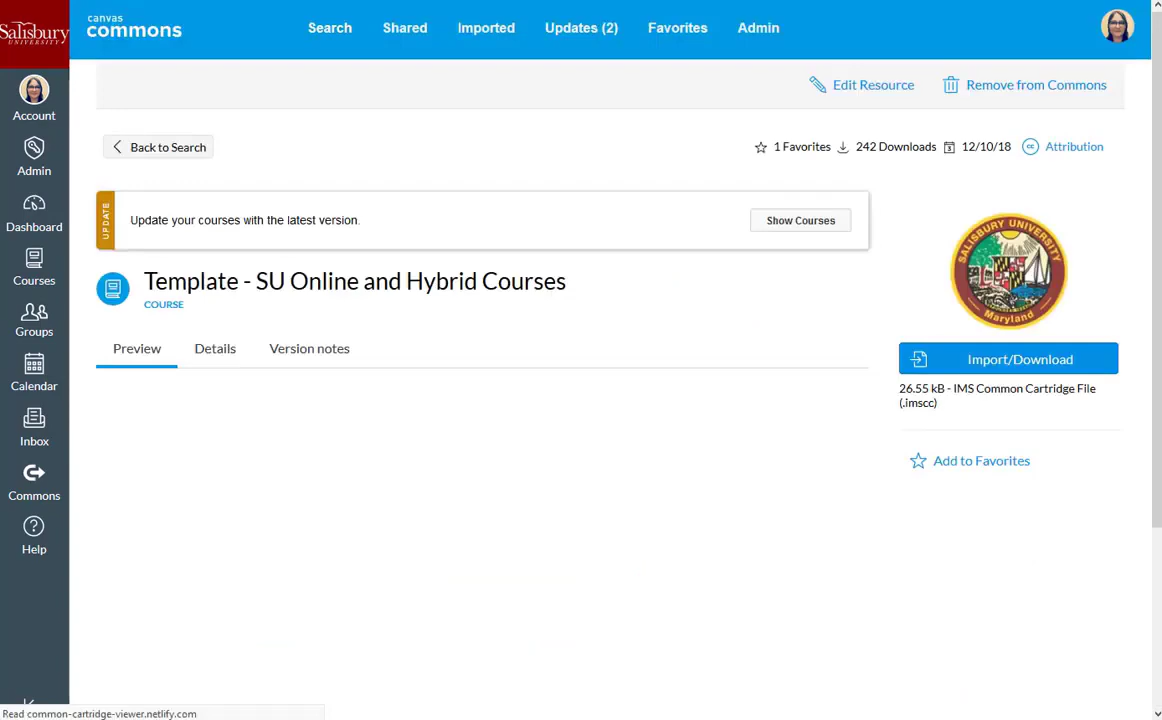 Salisbury
UNIVERSITY
canvas
commons
Search
Shared
Imported
Updates (2)
Favorites
Admin
Account
Admin
Dashboard
Courses
Groups
Calendar
Inbox
Commons
Help
Edit Resource
Remove from Commons
Back to Search
1 Favorites
242 Downloads
12/10/18
cc
Attribution
UPDATE
Update your courses with the latest version.
Show Courses
Template - SU Online and Hybrid Courses
COURSE
Preview
Details
Version notes
SALISBURY UNIVERSITY
Maryland
Import/Download
26.55 kB - IMS Common Cartridge File
(.imscc)
Add to Favorites
Read common-cartridge-viewer.netlify.com